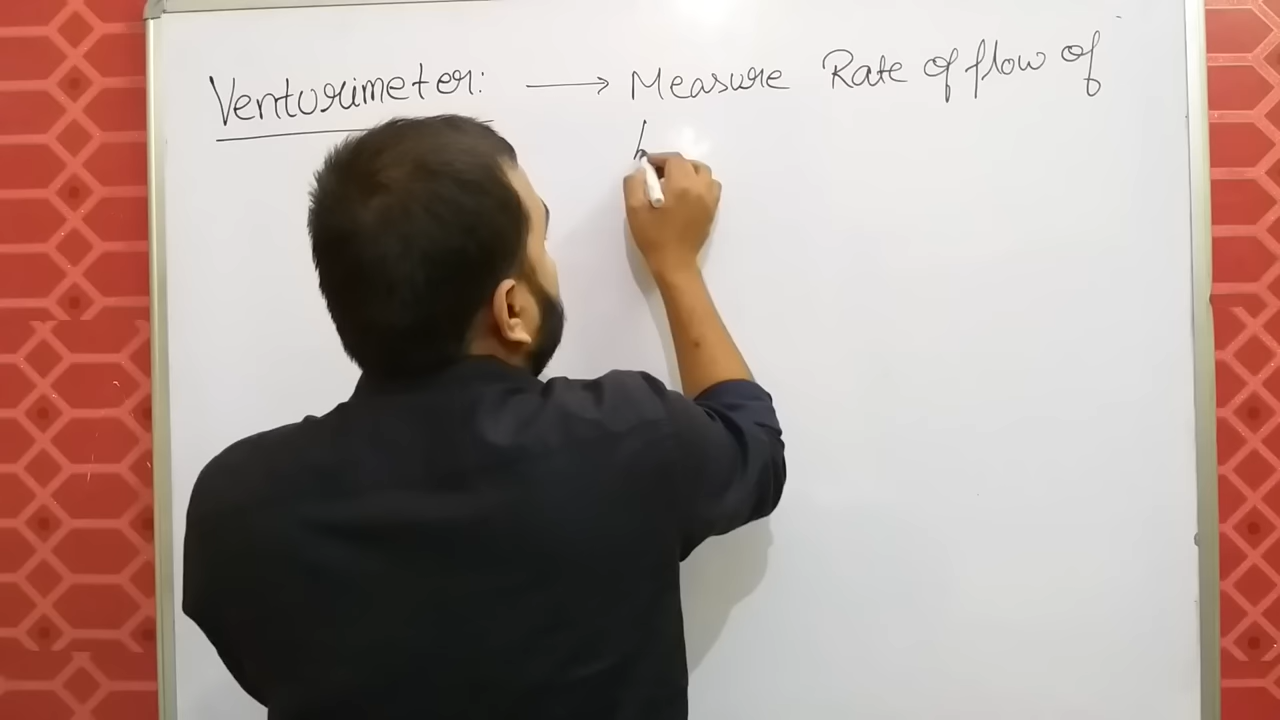 Venturimeter: → Measure Rate of flow of